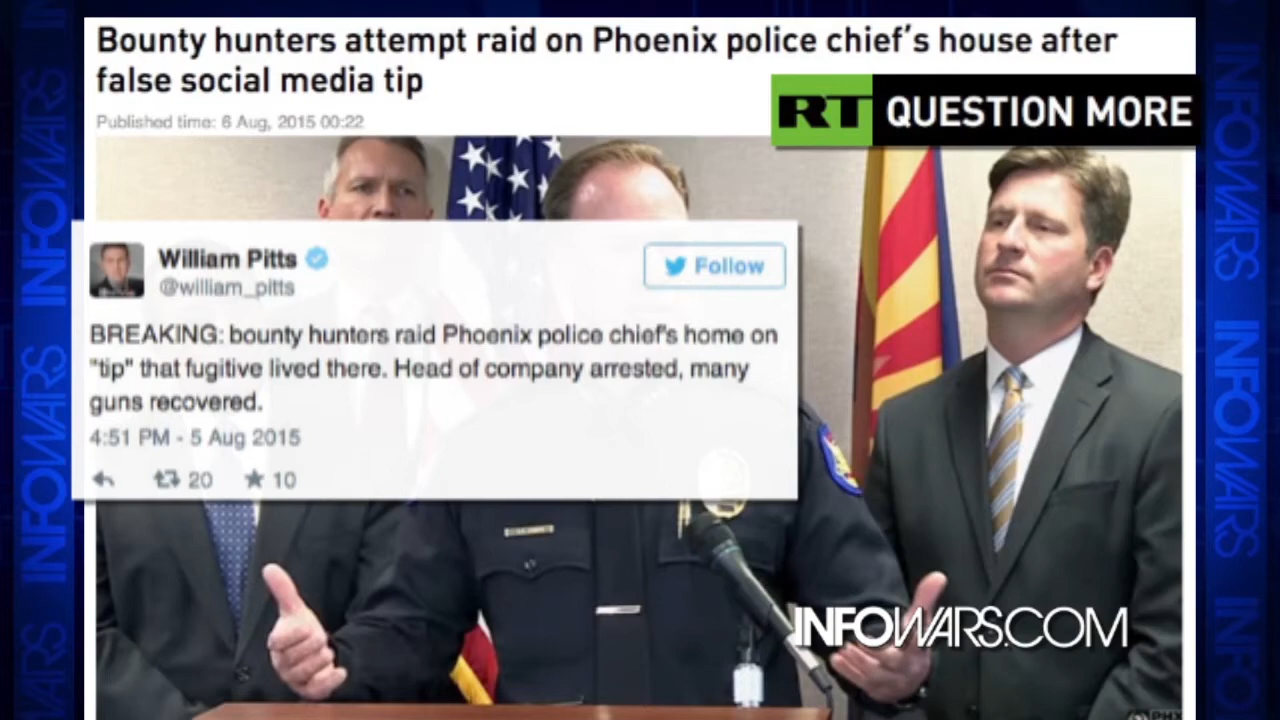 Bounty hunters attempt raid on Phoenix police chief's house after
false social media tip
Published time: 6 Aug, 2015 00:22
RT QUESTION MORE
William Pitts
Follow
@william_pitts
BREAKING: bounty hunters raid Phoenix police chief's home on
"tip" that fugitive lived there. Head of company arrested, many
guns recovered.
4:51 PM - 5 Aug 2015
20 10
INFOWARS.COM
INFOWARS
INFOWARS
INFOWARS
INFOWARS